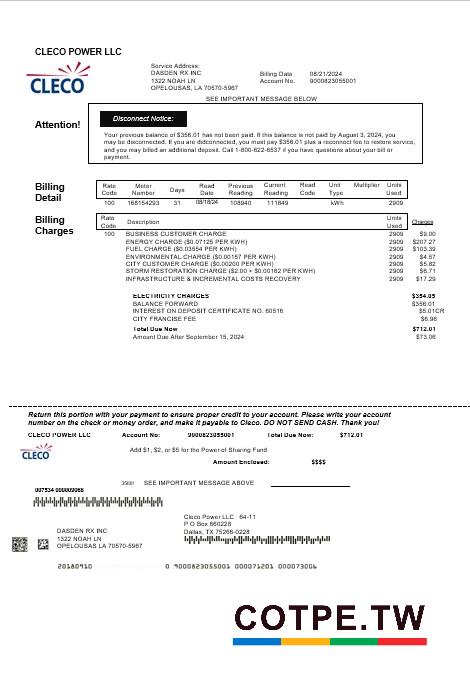 CLECO POWER LLC
CLECO
Service Address:
DASDEN RX INC
1322 NOAH LN
OPELOUSAS, LA 70570-5967
Billing Date 08/21/2024
Account No. 9000823055001
SEE IMPORTANT MESSAGE BELOW
Attention!
Disconnect Notice:
Your previous balance of $356.01 has not been paid. If this balance is not paid by August 3, 2024, you
may be disconnected. If you are didconnected, you must pay $356.01 plus a reconnect fee to restore service,
and you may billed an additional deposit. Call 1-800-622-6537 if you have questions about your bill or
payment.
Billing Detail
Rate Code Meter Number Days Read Date Previous Reading Current Reading Read Code Unit Type Multiplier Units Used
100 168154293 31 08/18/24 108940 111849 kWh 2909
Billing Charges
Rate Code Description Units Used Charges
100 BUSINESS CUSTOMER CHARGE 2909 $9.00
ENERGY CHARGE ($0.07125 PER KWH) 2909 $207.27
FUEL CHARGE ($0.03554 PER KWH) 2909 $103.39
ENVIRONMENTAL CHARGE ($0.00157 PER KWH) 2909 $4.57
CITY CUSTOMER CHARGE ($0.00200 PER KWH) 2909 $5.82
STORM RESTORATION CHARGE ($2.00 + $0.00162 PER KWH) 2909 $6.71
INFRASTRUCTURE & INCREMENTAL COSTS RECOVERY 2909 $17.29
ELECTRICITY CHARGES $354.05
BALANCE FORWARD $356.01
INTEREST ON DEPOSIT CERTIFICATE NO. 60516 $5.01CR
CITY FRANCISE FEE $6.96
Total Due Now $712.01
Amount Due After September 15, 2024 $73.06
Return this portion with your payment to ensure proper credit to your account. Please write your account
number on the check or money order, and make it payable to Cleco. DO NOT SEND CASH. Thank you!
CLECO POWER LLC Account No: 9000823055001 Total Due Now: $712.01
CLECO
Add $1, $2, or $5 for the Power of Sharing Fund
Amount Enclosed: $$$$
35001 SEE IMPORTANT MESSAGE ABOVE
007534 000009068
Cleco Power LLC 64-11
P O Box 660228
Dallas, TX 75266-0228
DASDEN RX INC
1322 NOAH LN
OPELOUSAS LA 70570-5967
20180910 0 9000823055001 000071201 000073006
COTPE.TW